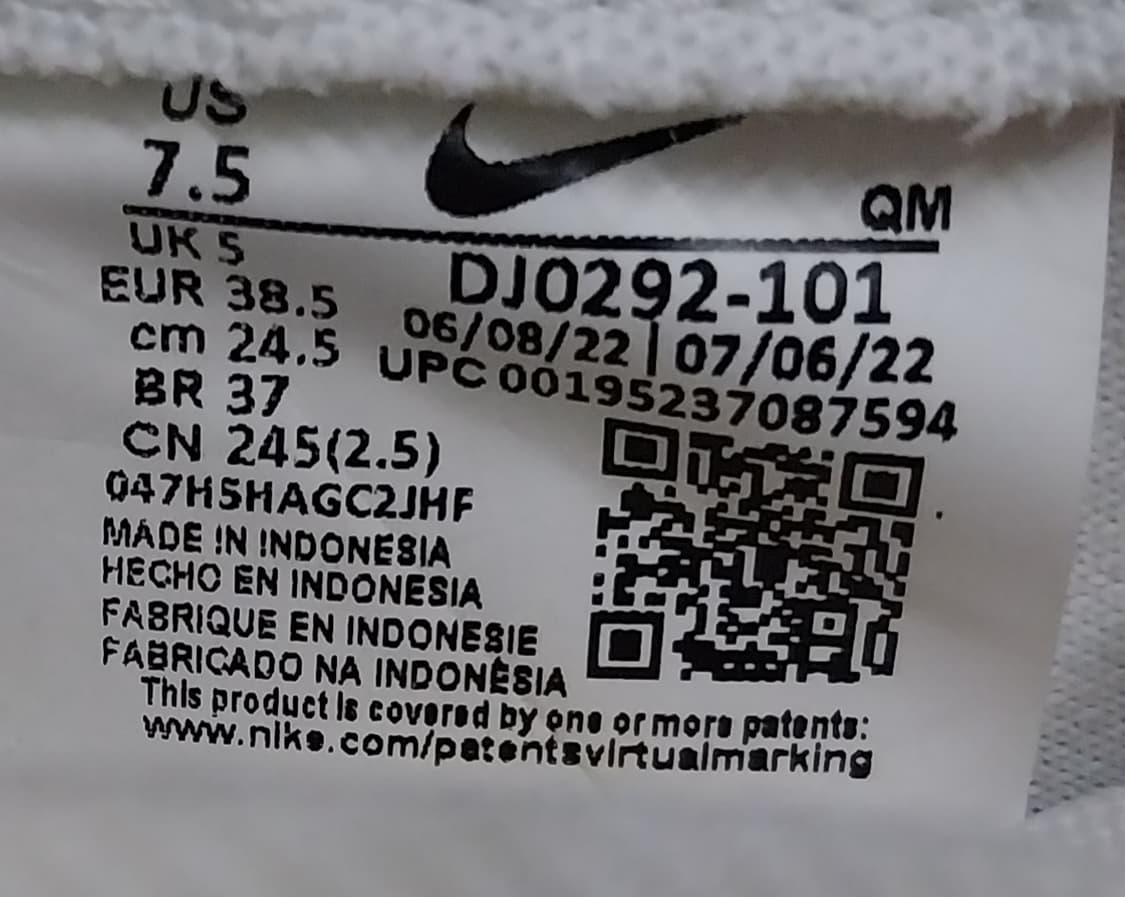 US
7.5
QM
UK 5
EUR 38.5
cm 24.5
BR 37
CN 245(2.5)
DJ0292-101
06/08/22 | 07/06/22
UPC 00195237087594
047H5HAGC2JHF
MADE IN INDONESIA
HECHO EN INDONESIA
FABRIQUE EN INDONESIE
FABRICADO NA INDONÉSIA
This product is covered by one or more patents:
www.nike.com/patentsvirtualmarking